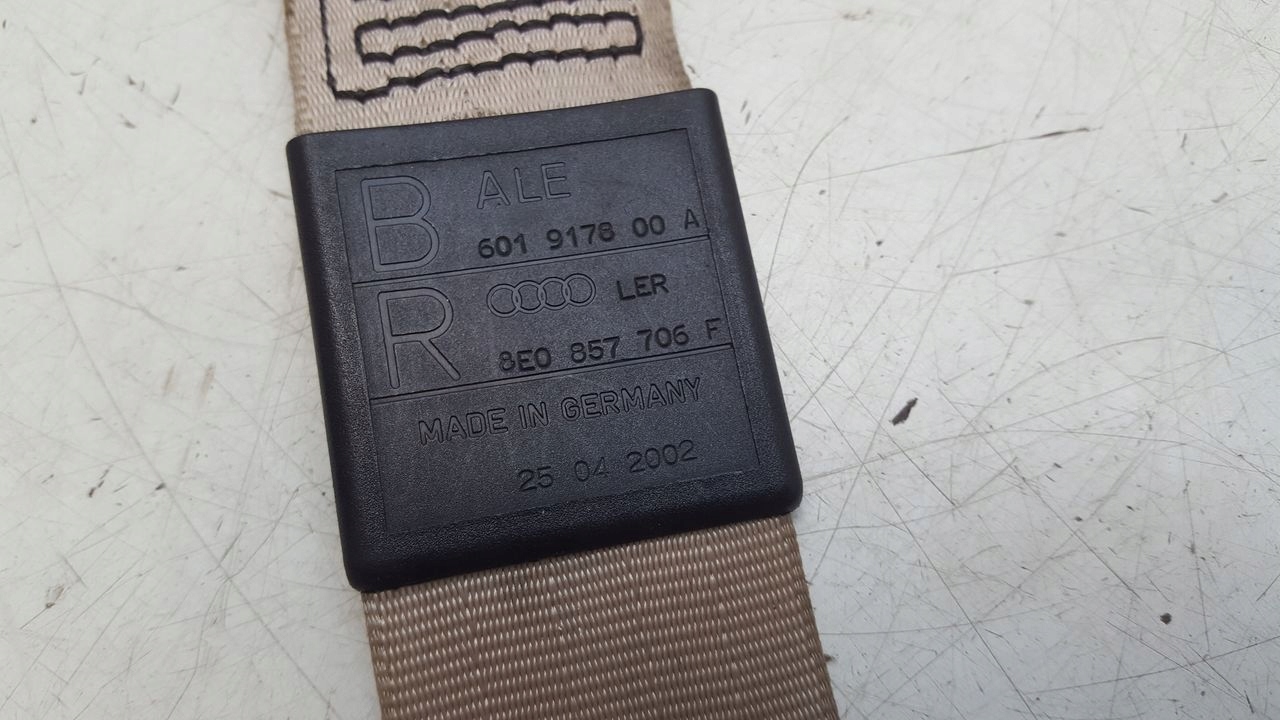 B ALE
601 9178 00 A
R LER
8E0 857 706 F
MADE IN GERMANY
25 04 2002